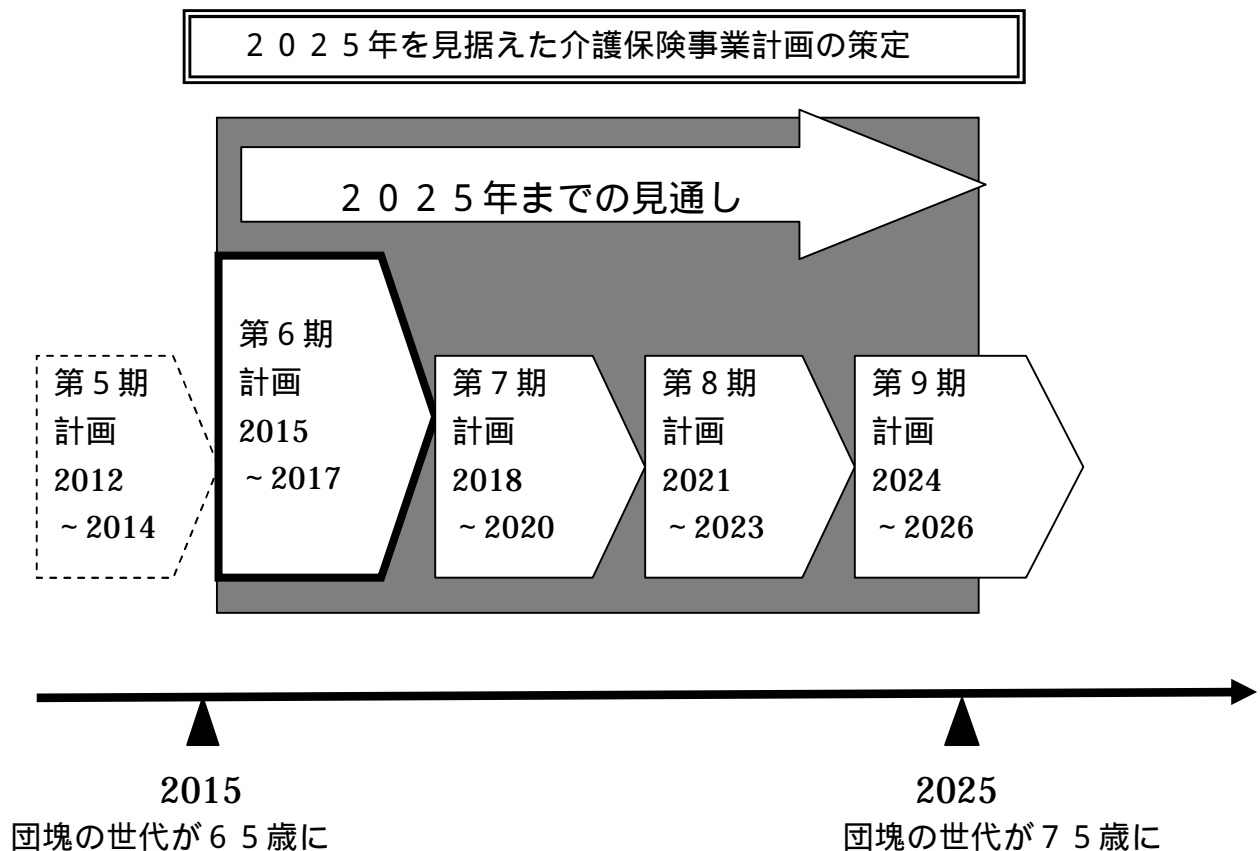 ２０２５年を見据えた介護保険事業計画の策定
２０２５年までの見通し
第５期
計画
2012
～2014
第６期
計画
2015
～2017
第７期
計画
2018
～2020
第８期
計画
2021
～2023
第９期
計画
2024
～2026
2015
団塊の世代が６５歳に
2025
団塊の世代が７５歳に